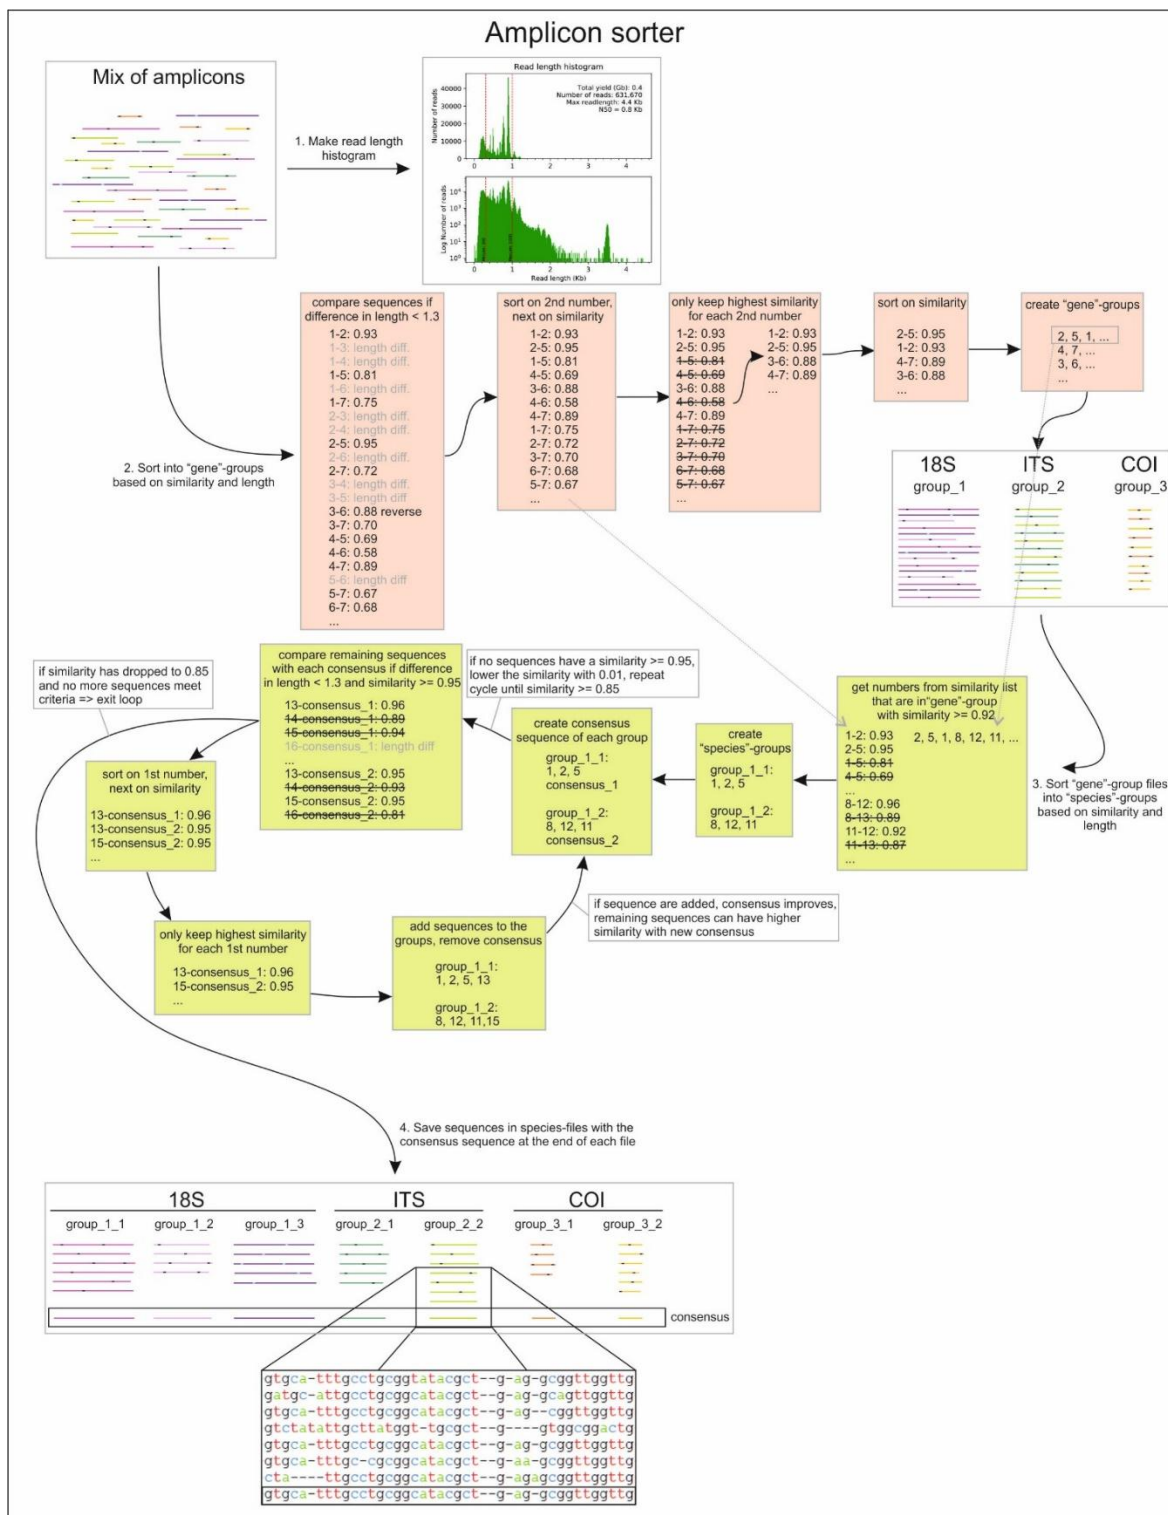 Amplicon sorter
Mix of amplicons
1. Make read length
histogram
Read length histogram
Total yield (Gb): 0.4
Number of reads: 631,670
Max readlength: 4.4 Kb
N50 = 0.8 Kb
Number of reads
40000
30000
20000
10000
0
0 1 2 3 4
Log Number of reads
10⁴
10³
10²
10¹
10⁰
0 1 2 3 4
Read length (Kb)
2. Sort into "gene"-groups
based on similarity and length
compare sequences if
difference in length < 1.3
1-2: 0.93
1-3: length diff.
1-4: length diff.
1-5: 0.81
1-6: length diff.
1-7: 0.75
2-3: length diff.
2-4: length diff.
2-5: 0.95
2-6: length diff.
2-7: 0.72
3-4: length diff.
3-5: length diff
3-6: 0.88 reverse
3-7: 0.70
4-5: 0.69
4-6: 0.58
4-7: 0.89
5-6: length diff
5-7: 0.67
6-7: 0.68
...
sort on 2nd number,
next on similarity
1-2: 0.93
2-5: 0.95
1-5: 0.81
4-5: 0.69
3-6: 0.88
4-6: 0.58
4-7: 0.89
1-7: 0.75
2-7: 0.72
3-7: 0.70
6-7: 0.68
5-7: 0.67
...
only keep highest similarity
for each 2nd number
1-2: 0.93
2-5: 0.95
1-5: 0.81
4-5: 0.69
3-6: 0.88
4-6: 0.58
4-7: 0.89
1-7: 0.75
2-7: 0.72
3-7: 0.70
6-7: 0.68
5-7: 0.67
...
1-2: 0.93
2-5: 0.95
3-6: 0.88
4-7: 0.89
...
sort on similarity
2-5: 0.95
1-2: 0.93
4-7: 0.89
3-6: 0.88
...
create "gene"-groups
2, 5, 1, ...
4, 7, ...
3, 6, ...
...
18S ITS COI
group_1 group_2 group_3
3. Sort "gene"-group files
into "species"-groups
based on similarity and
length
get numbers from similarity list
that are in"gene"-group
with similarity >= 0.92
1-2: 0.93
2-5: 0.95
1-5: 0.81
4-5: 0.69
...
8-12: 0.96
8-13: 0.89
11-12: 0.92
11-13: 0.87
...
2, 5, 1, 8, 12, 11, ...
create
"species"-groups
group_1_1:
1, 2, 5
group_1_2:
8, 12, 11
create consensus
sequence of each group
group_1_1:
1, 2, 5
consensus_1
group_1_2:
8, 12, 11
consensus_2
if no sequences have a similarity >= 0.95,
lower the similarity with 0.01, repeat
cycle until similarity >= 0.85
compare remaining sequences
with each consensus if difference
in length < 1.3 and similarity >= 0.95
13-consensus_1: 0.96
14-consensus_1: 0.89
15-consensus_1: 0.94
16-consensus_1: length diff
...
13-consensus_2: 0.95
14-consensus_2: 0.93
15-consensus_2: 0.95
16-consensus_2: 0.81
if similarity has dropped to 0.85
and no more sequences meet
criteria => exit loop
sort on 1st number,
next on similarity
13-consensus_1: 0.96
13-consensus_2: 0.95
15-consensus_2: 0.95
...
only keep highest similarity
for each 1st number
13-consensus_1: 0.96
15-consensus_2: 0.95
...
add sequences to the
groups, remove consensus
group_1_1:
1, 2, 5, 13
group_1_2:
8, 12, 11,15
if sequence are added, consensus improves,
remaining sequences can have higher
similarity with new consensus
4. Save sequences in species-files with the
consensus sequence at the end of each file
18S ITS COI
group_1_1 group_1_2 group_1_3 group_2_1 group_2_2 group_3_1 group_3_2
consensus
gtgca-tttgcctgcggtatacgct--g-ag-gcggttggttg
gatgc-attgcctgcggcatacgct--g-ag-gcagttggttg
gtgca-tttgcctgcggcatacgct--g-ag--cggttggttg
gtctatattgcttatggt-tgcgct--g----gtggcggactg
gtgca-tttgcctgcggcatacgct--g-ag-gcggttggttg
gtgca-tttgc-cgcggcatacgct--g-aa-gcggttggttg
cta----ttgcctgcggcatacgct--g-agagcggttggttg
gtgca-tttgcctgcggcatacgct--g-ag-gcggttggttg